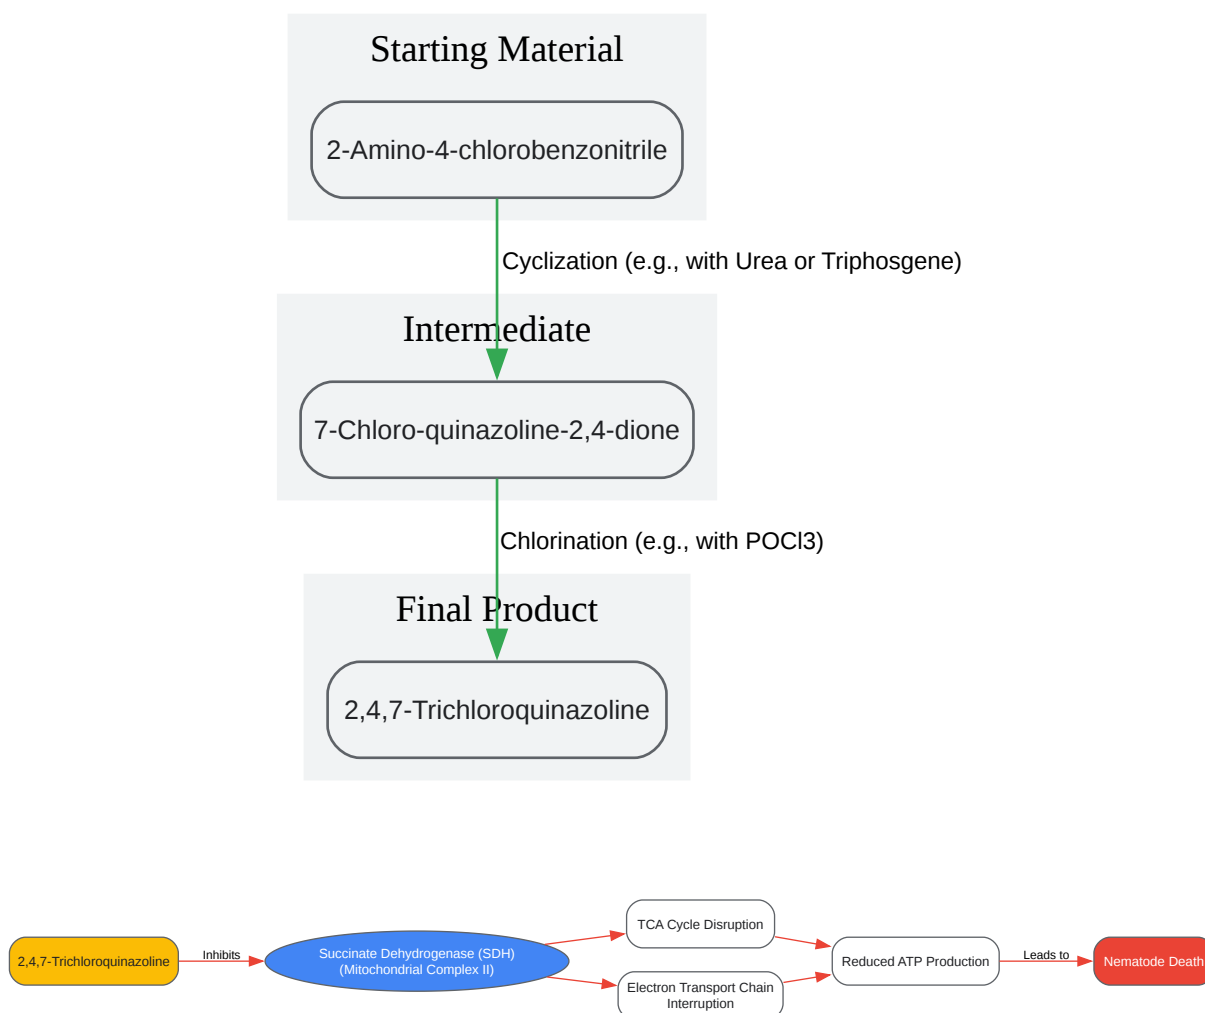 Starting Material
2-Amino-4-chlorobenzonitrile
Cyclization (e.g., with Urea or Triphosgene)
Intermediate
7-Chloro-quinazoline-2,4-dione
Chlorination (e.g., with POCl3)
Final Product
2,4,7-Trichloroquinazoline
2,4,7-Trichloroquinazoline
Inhibits
Succinate Dehydrogenase (SDH)
(Mitochondrial Complex II)
TCA Cycle Disruption
Electron Transport Chain
Interruption
Reduced ATP Production
Leads to
Nematode Death